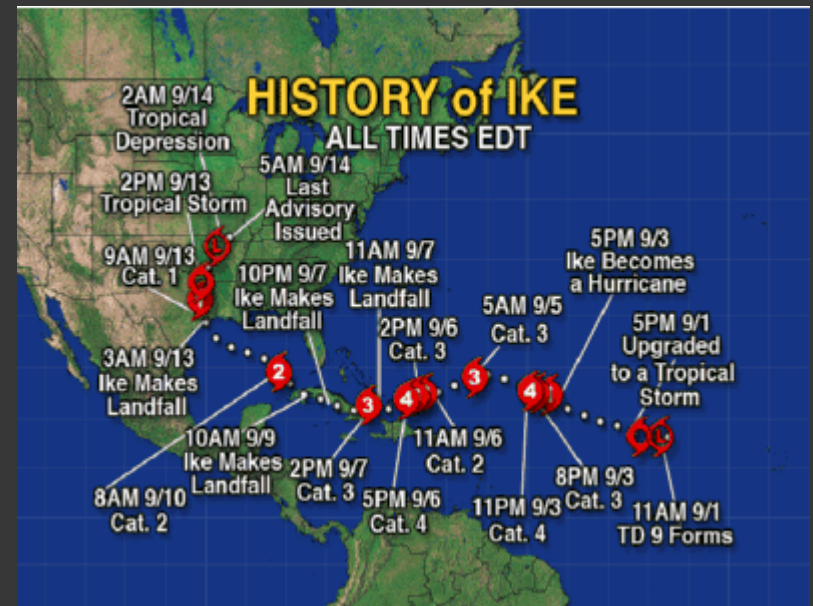 HISTORY of IKE
ALL TIMES EDT
2AM 9/14
Tropical
Depression
5AM 9/14
Last
Advisory
Issued
2PM 9/13
Tropical Storm
9AM 9/13
Cat. 1
3AM 9/13
Ike Makes
Landfall
10PM 9/7
Ike Makes
Landfall
11AM 9/7
Ike Makes
Landfall
2PM 9/6
Cat. 3
5AM 9/5
Cat. 3
5PM 9/3
Ike Becomes
a Hurricane
5PM 9/1
Upgraded
to a Tropical
Storm
L
2
3
4
3
4
L
10AM 9/9
Ike Makes
Landfall
8AM 9/10
Cat. 2
2PM 9/7
Cat. 3
5PM 9/6
Cat. 4
11AM 9/6
Cat. 2
11PM 9/3
Cat. 4
8PM 9/3
Cat. 3
11AM 9/1
TD 9 Forms